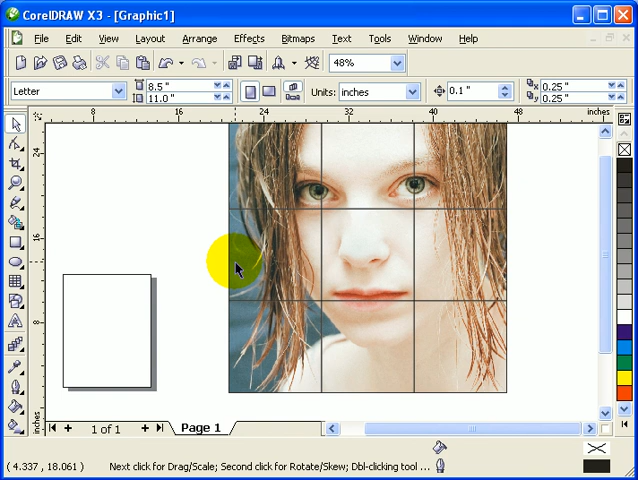 CorelDRAW X3 - [Graphic1]
File Edit View Layout Arrange Effects Bitmaps Text Tools Window Help
48%
Letter 8.5 " 11.0 " Units: inches 0.1 " x 0.25 " y 0.25 "
8 8 16 24 32 40 48 inches
24
16
8
inches
1 of 1 Page 1
( 4.337 , 18.061 ) Next click for Drag/Scale; Second click for Rotate/Skew; Dbl-clicking tool ...